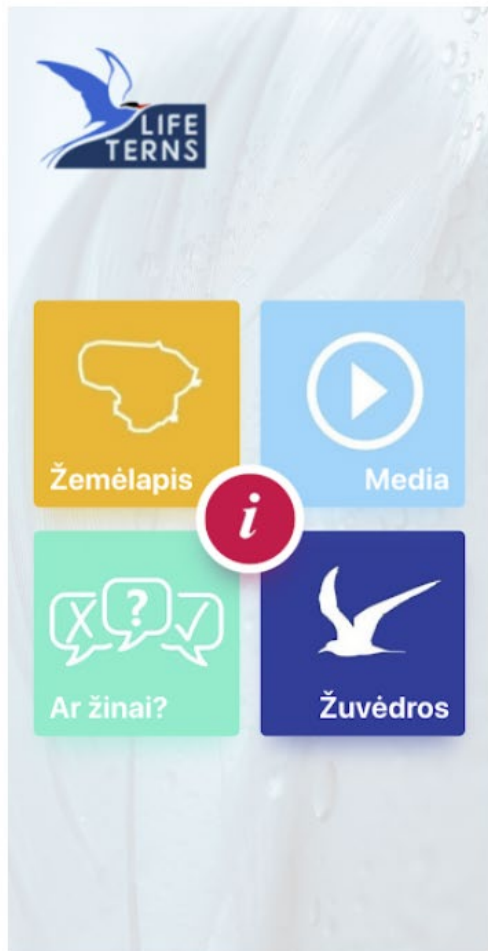 LIFE
TERNS
Žemėlapis
Media
i
?
Ar žinai?
Žuvėdros